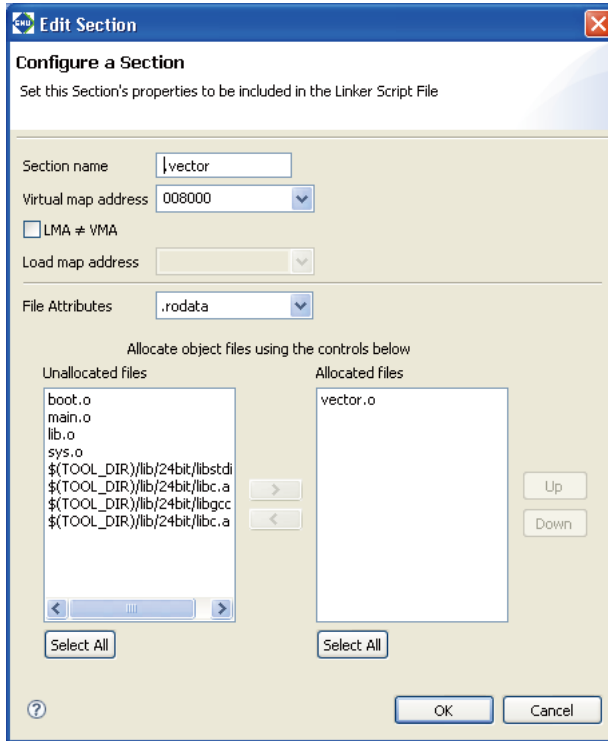 GNU Edit Section
Configure a Section
Set this Section's properties to be included in the Linker Script File
Section name .vector
Virtual map address 008000
LMA ≠ VMA
Load map address
File Attributes .rodata
Allocate object files using the controls below
Unallocated files Allocated files
boot.o vector.o
main.o
lib.o
sys.o
$(TOOL_DIR)/lib/24bit/libstdi
$(TOOL_DIR)/lib/24bit/libc.a
$(TOOL_DIR)/lib/24bit/libgcc
$(TOOL_DIR)/lib/24bit/libc.a
> Up
< Down
Select All Select All
? OK Cancel